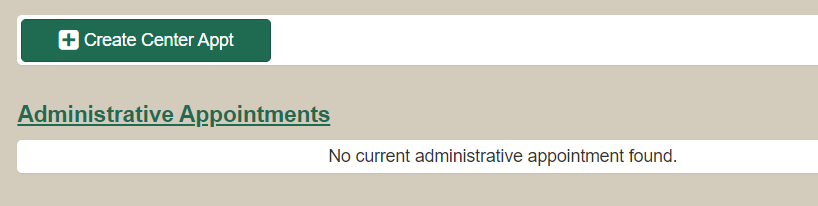 Create Center Appt
Administrative Appointments
No current administrative appointment found.